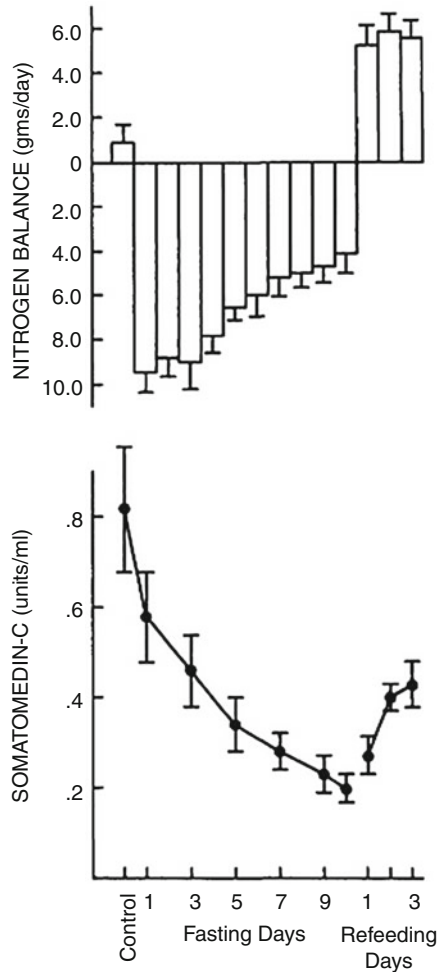 NITROGEN BALANCE (gms/day)
6.0
4.0
2.0
0
2.0
4.0
6.0
8.0
10.0
SOMATOMEDIN-C (units/ml)
.8
.6
.4
.2
Control 1 3 5 7 9 1 3
Fasting Days Refeeding
Days